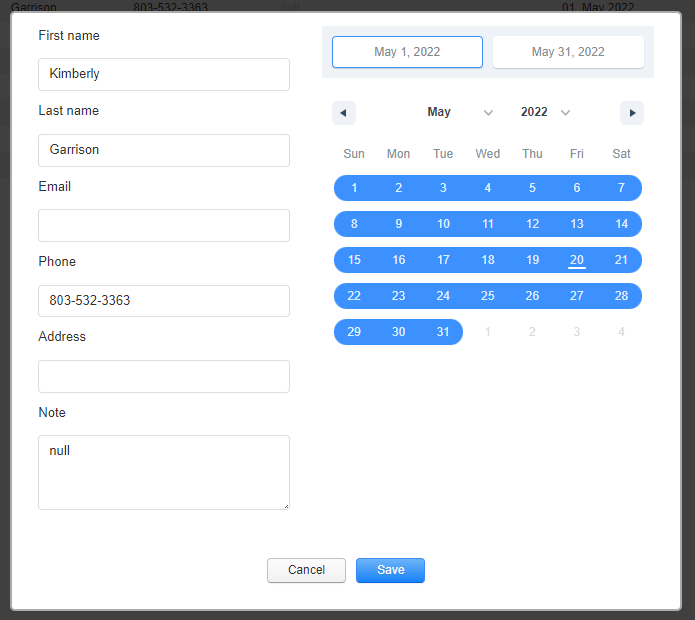 Garrison 803-532-3363 null 01, May 2022
First name
Kimberly
Last name
Garrison
Email
Phone
803-532-3363
Address
Note
null
May 1, 2022 May 31, 2022
May 2022
Sun Mon Tue Wed Thu Fri Sat
1 2 3 4 5 6 7
8 9 10 11 12 13 14
15 16 17 18 19 20 21
22 23 24 25 26 27 28
29 30 31 1 2 3 4
Cancel Save